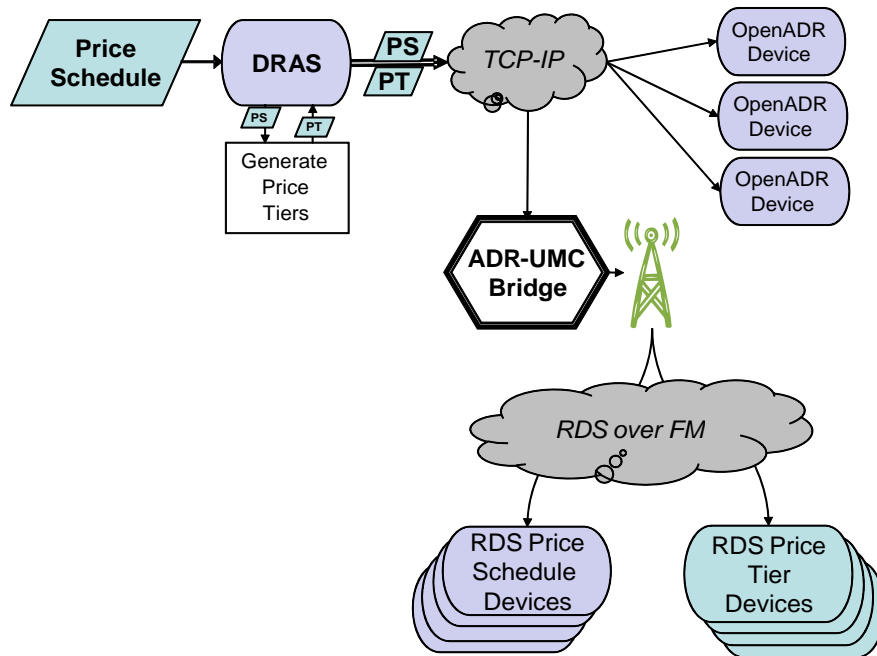 Price
Schedule
DRAS
PS
PT
TCP-IP
OpenADR
Device
OpenADR
Device
OpenADR
Device
PS
PT
Generate
Price
Tiers
ADR-UMC
Bridge
RDS over FM
RDS Price
Schedule
Devices
RDS Price
Tier
Devices